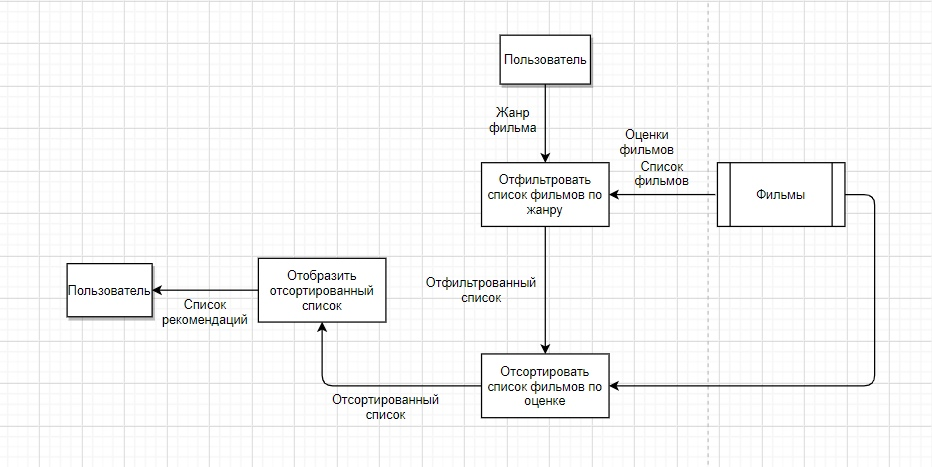 Пользователь
Жанр
фильма
Оценки
фильмов
Список
фильмов
Отфильтровать
список фильмов по
жанру
Фильмы
Отфильтрованный
список
Отобразить
отсортированный
список
Пользователь
Список
рекомендаций
Отсортировать
список фильмов по
оценке
Отсортированный
список